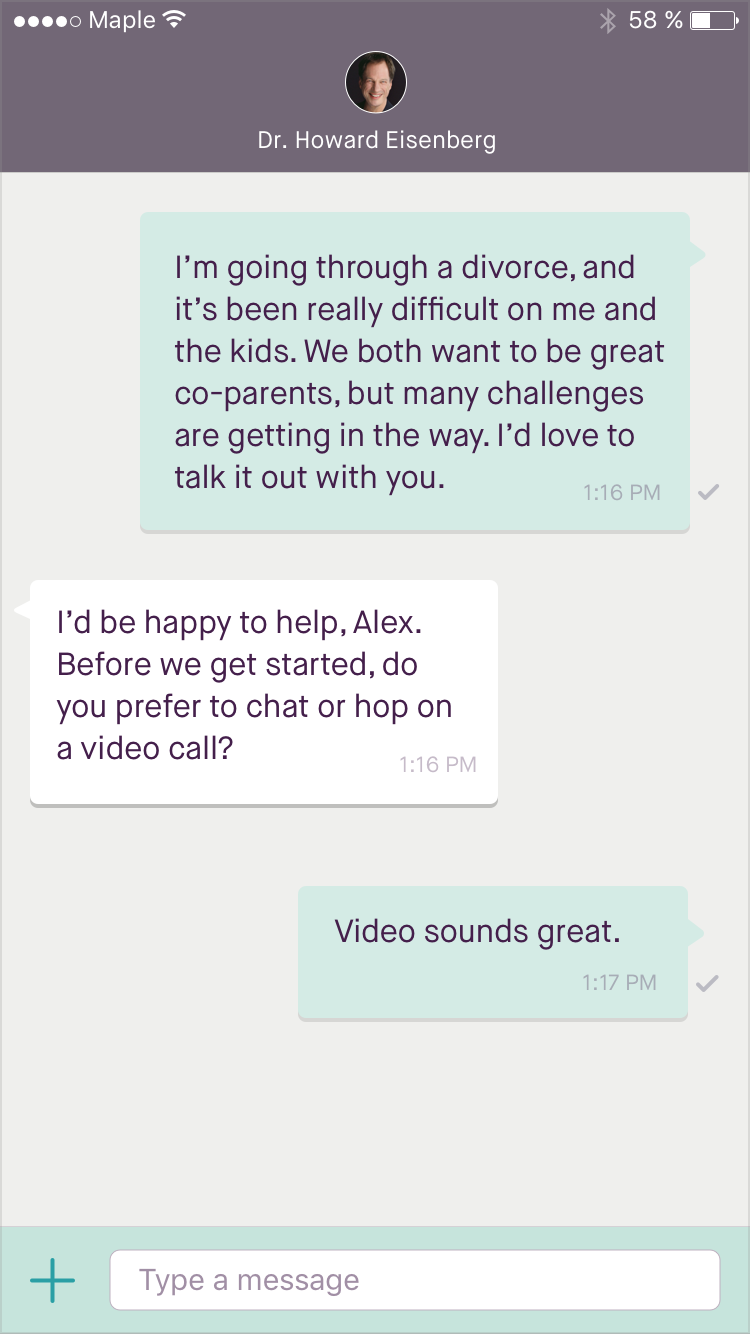 Maple 58 %
Dr. Howard Eisenberg
I’m going through a divorce, and
it’s been really difficult on me and
the kids. We both want to be great
co-parents, but many challenges
are getting in the way. I’d love to
talk it out with you.
1:16 PM
I’d be happy to help, Alex.
Before we get started, do
you prefer to chat or hop on
a video call?
1:16 PM
Video sounds great.
1:17 PM
Type a message